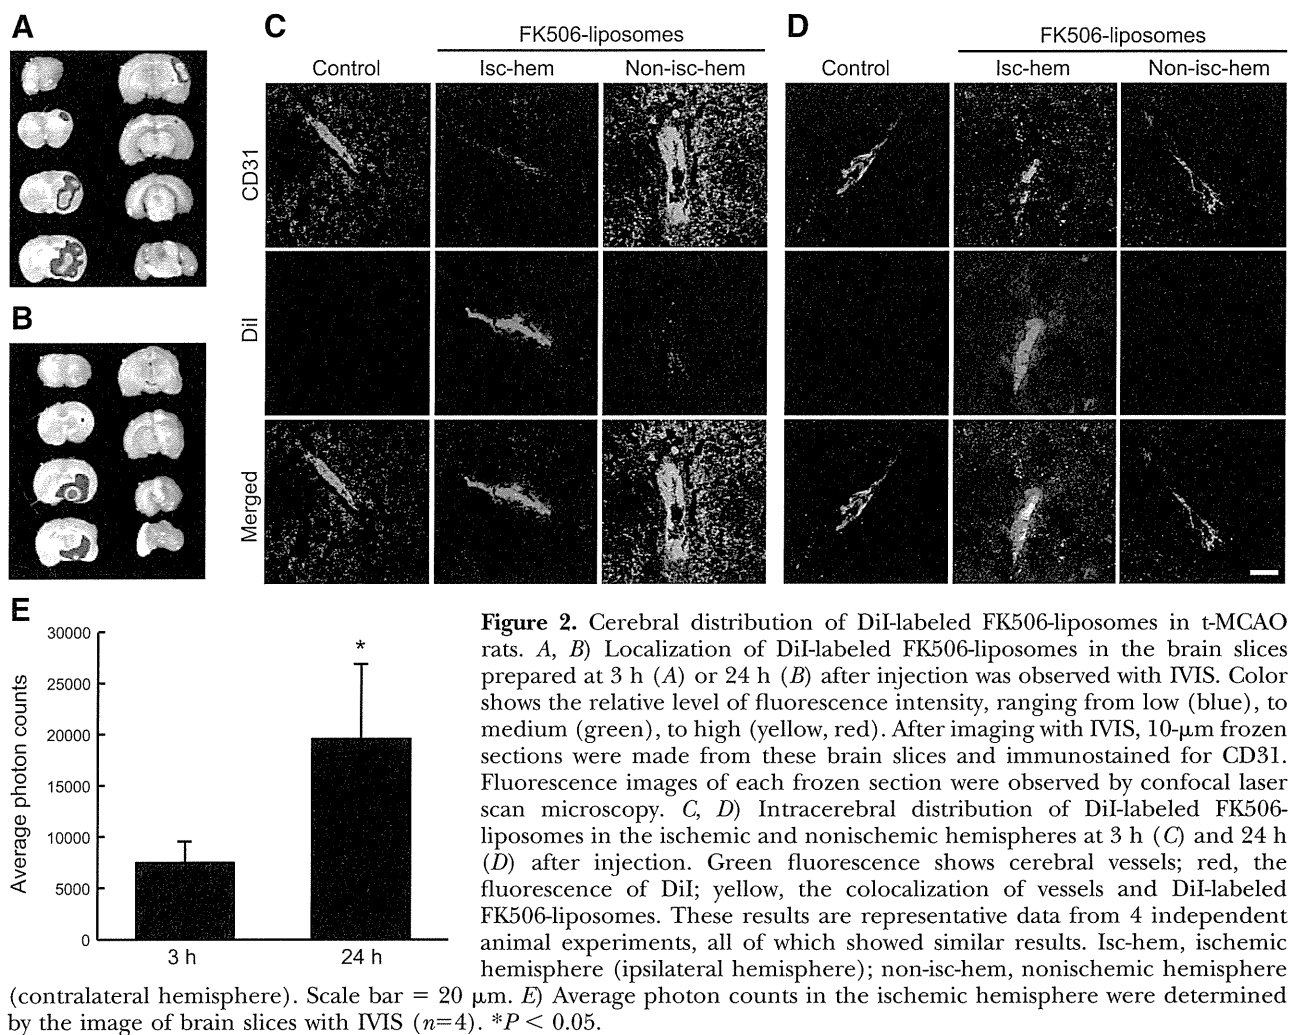 A
B
C
FK506-liposomes
Control
Isc-hem
Non-isc-hem
CD31
DiI
Merged
D
FK506-liposomes
Control
Isc-hem
Non-isc-hem
E
Average photon counts
30000
25000
20000
15000
10000
5000
0
*
3 h
24 h
Figure 2. Cerebral distribution of DiI-labeled FK506-liposomes in t-MCAO
rats. A, B) Localization of DiI-labeled FK506-liposomes in the brain slices
prepared at 3 h (A) or 24 h (B) after injection was observed with IVIS. Color
shows the relative level of fluorescence intensity, ranging from low (blue), to
medium (green), to high (yellow, red). After imaging with IVIS, 10-μm frozen
sections were made from these brain slices and immunostained for CD31.
Fluorescence images of each frozen section were observed by confocal laser
scan microscopy. C, D) Intracerebral distribution of DiI-labeled FK506-
liposomes in the ischemic and nonischemic hemispheres at 3 h (C) and 24 h
(D) after injection. Green fluorescence shows cerebral vessels; red, the
fluorescence of DiI; yellow, the colocalization of vessels and DiI-labeled
FK506-liposomes. These results are representative data from 4 independent
animal experiments, all of which showed similar results. Isc-hem, ischemic
hemisphere (ipsilateral hemisphere); non-isc-hem, nonischemic hemisphere
(contralateral hemisphere). Scale bar = 20 μm. E) Average photon counts in the ischemic hemisphere were determined
by the image of brain slices with IVIS (n=4). *P < 0.05.